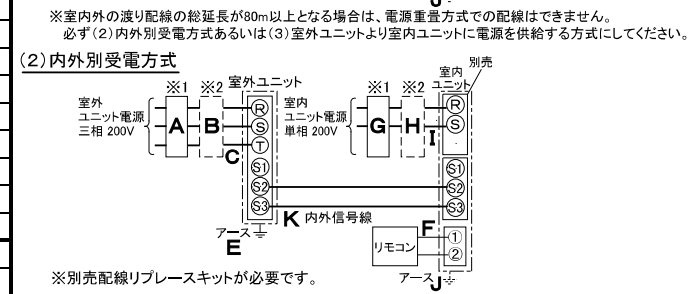 ※室内外の渡り配線の総延長が80m以上となる場合は、電源重畳方式での配線はできません。
必ず(2)内外別受電方式あるいは(3)室外ユニットより室内ユニットに電源を供給する方式にしてください。
(2)内外別受電方式
別売
※1 ※2 室外ユニット ※1 ※2 室内ユニット
室外
ユニット電源
三相 200V
A B C
R
S
T
S1
S2
S3
室内
ユニット電源
単相 200V
G H I
R
S
S1
S2
S3
K 内外信号線
アース
E
リモコン
F
①
②
アース J
※別売配線リプレースキットが必要です。